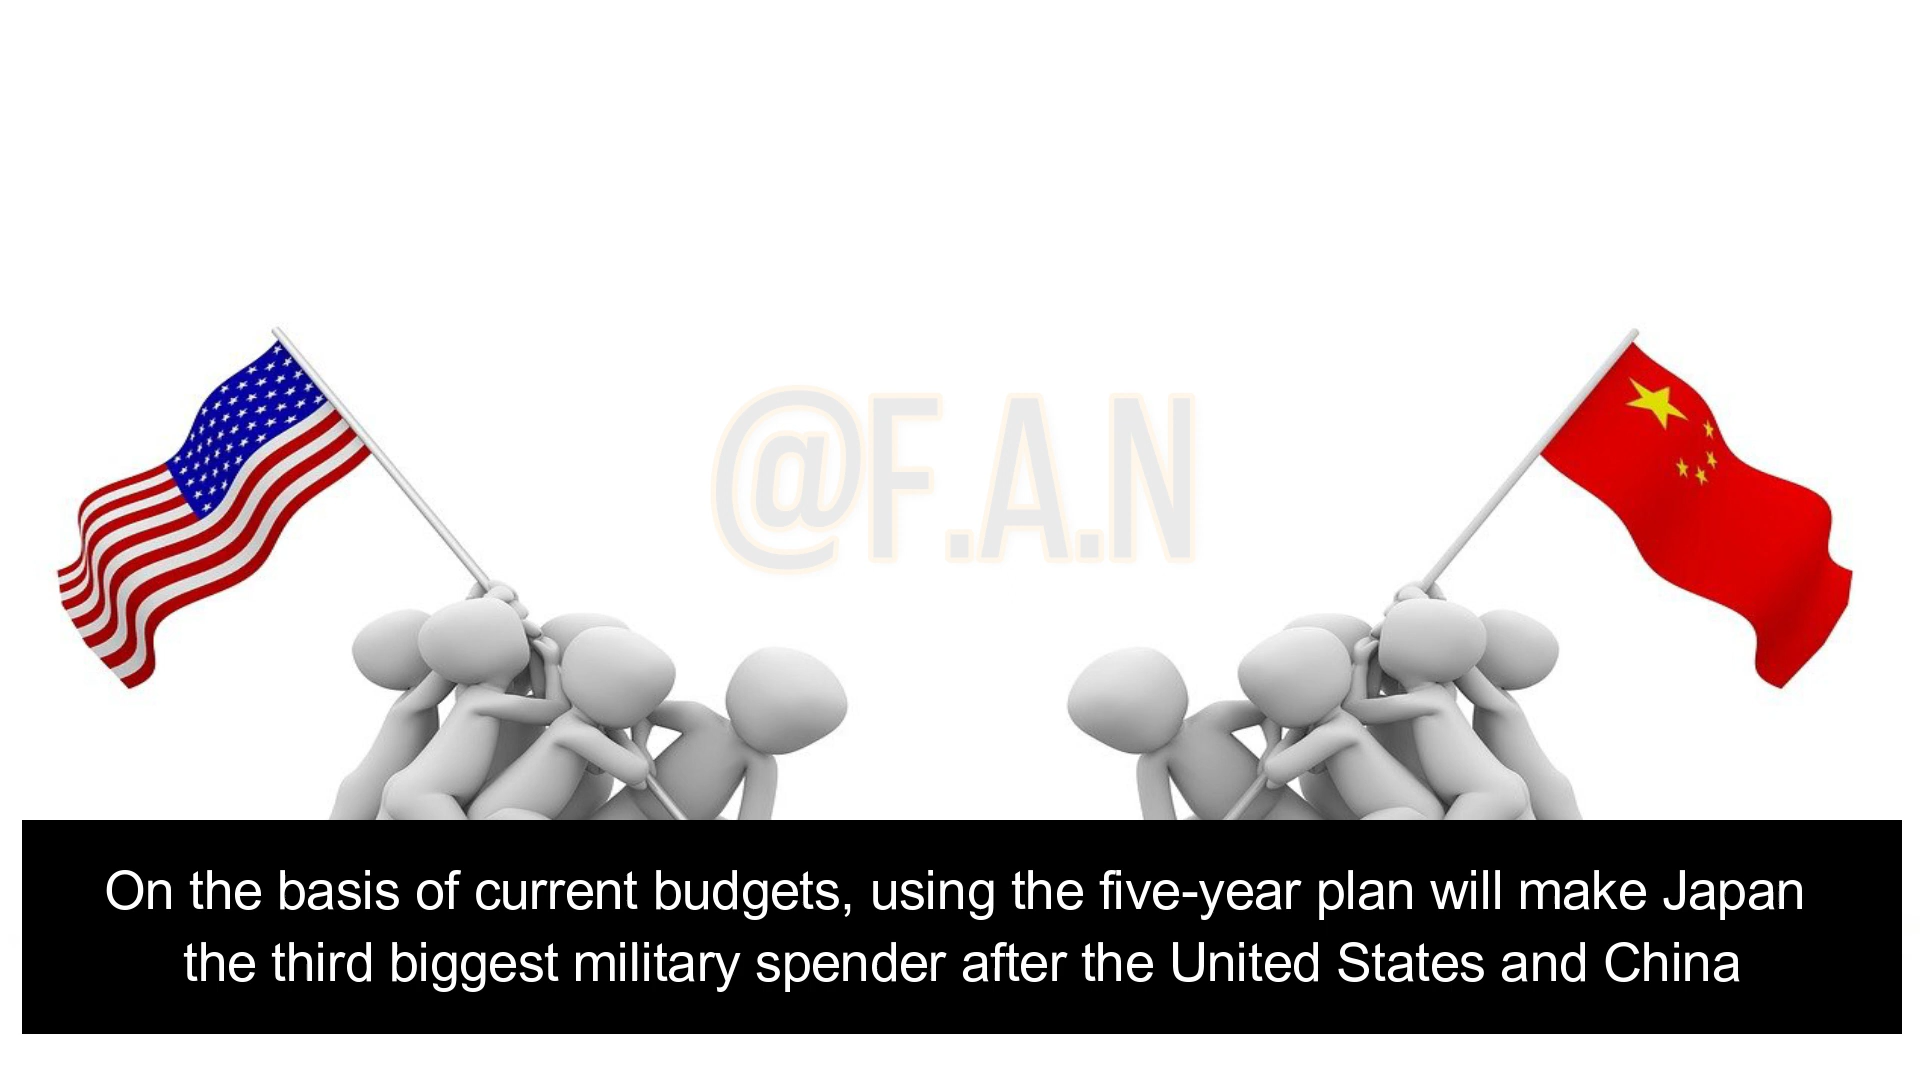 @F.A.N
On the basis of current budgets, using the five-year plan will make Japan
the third biggest military spender after the United States and China